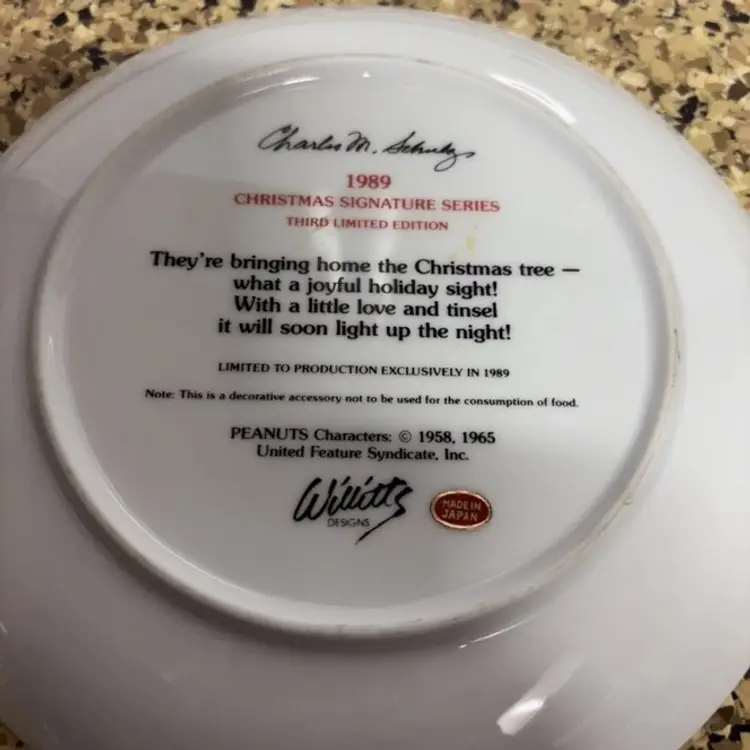 Charles M. Schulz
1989
CHRISTMAS SIGNATURE SERIES
THIRD LIMITED EDITION
They're bringing home the Christmas tree —
what a joyful holiday sight!
With a little love and tinsel
it will soon light up the night!
LIMITED TO PRODUCTION EXCLUSIVELY IN 1989
Note: This is a decorative accessory not to be used for the consumption of food.
PEANUTS Characters: © 1958, 1965
United Feature Syndicate, Inc.
Willitts
DESIGNS
MADE IN
JAPAN